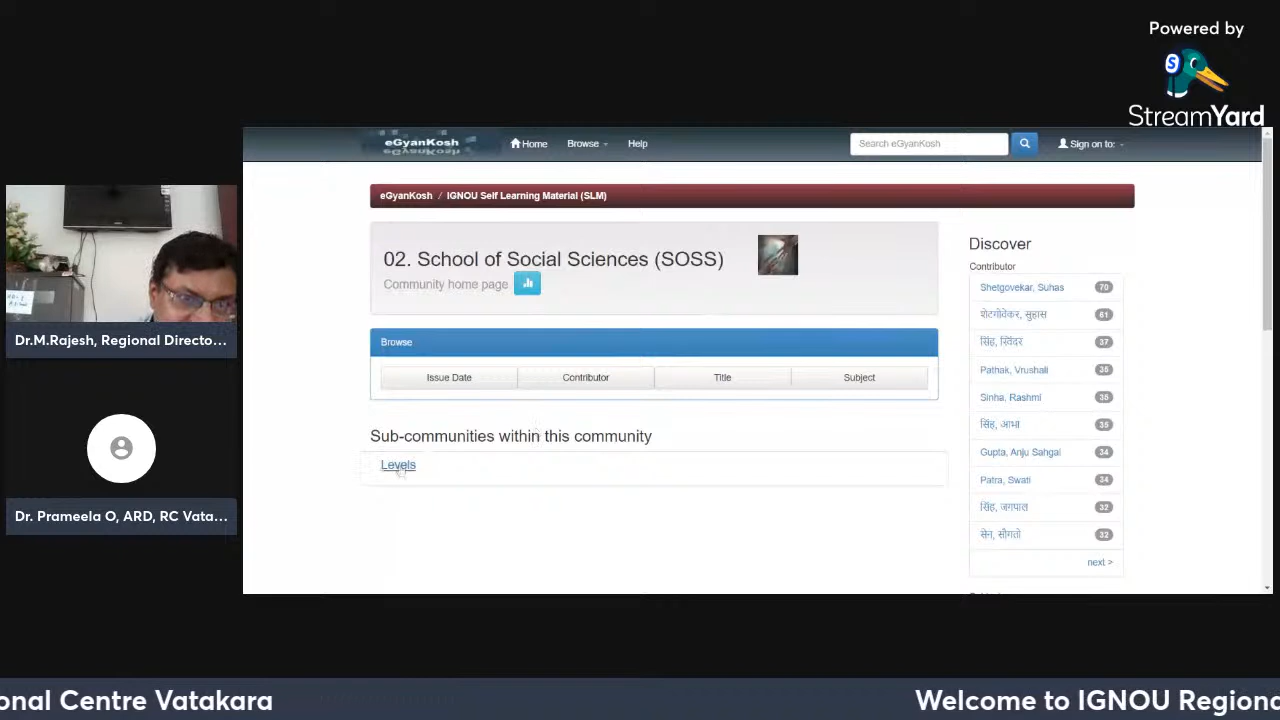 Powered by
StreamYard
eGyanKosh
Home
Browse
Help
Search eGyanKosh
Sign on to:
eGyanKosh / IGNOU Self Learning Material (SLM)
02. School of Social Sciences (SOSS)
Community home page
Browse
Issue Date
Contributor
Title
Subject
Sub-communities within this community
Levels
Discover
Contributor
Shetgovekar, Suhas 70
शेटगोवेकर, सुहास 61
सिंह, रविंदर 37
Pathak, Vrushali 35
Sinha, Rashmi 35
सिंह, आभा 35
Gupta, Anju Sahgal 34
Patra, Swati 34
सिंह, जगपाल 32
सेन, सौगतो 32
next >
Dr.M.Rajesh, Regional Directo...
Dr. Prameela O, ARD, RC Vata...
onal Centre Vatakara
Welcome to IGNOU Regiona